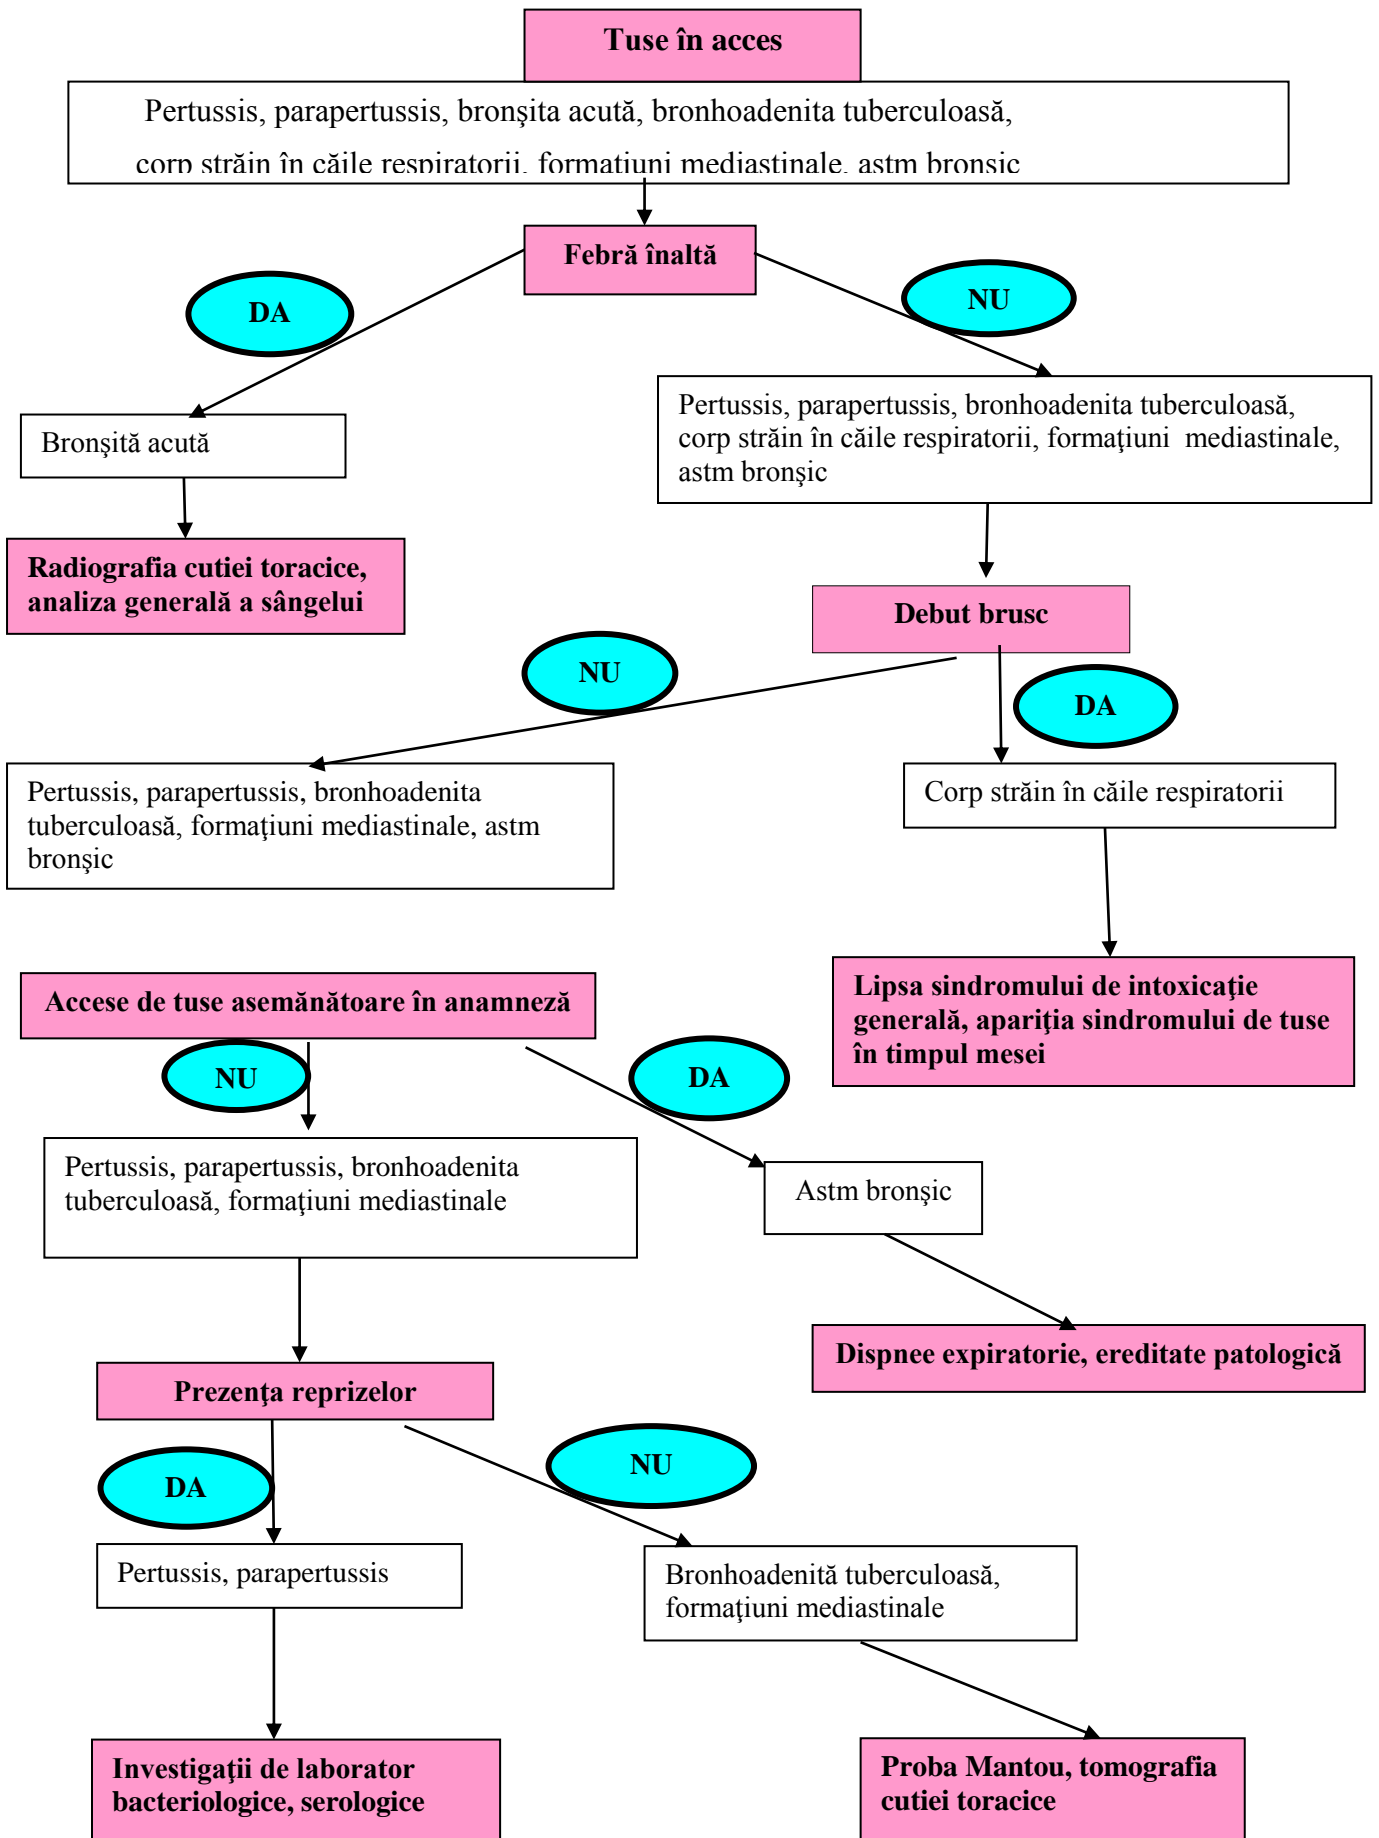 Tuse în acces
Pertussis, parapertussis, bronşita acută, bronhoadenita tuberculoasă,
corp străin în căile respiratorii, formaţiuni mediastinale, astm bronşic
Febră înaltă
DA
NU
Bronşită acută
Pertussis, parapertussis, bronhoadenita tuberculoasă,
corp străin în căile respiratorii, formaţiuni mediastinale,
astm bronşic
Radiografia cutiei toracice,
analiza generală a sângelui
Debut brusc
NU
DA
Pertussis, parapertussis, bronhoadenita
tuberculoasă, formaţiuni mediastinale, astm
bronşic
Corp străin în căile respiratorii
Accese de tuse asemănătoare în anamneză
Lipsa sindromului de intoxicaţie
generală, apariţia sindromului de tuse
în timpul mesei
NU
DA
Pertussis, parapertussis, bronhoadenita
tuberculoasă, formaţiuni mediastinale
Astm bronşic
Dispnee expiratorie, ereditate patologică
Prezenţa reprizelor
DA
NU
Pertussis, parapertussis
Bronhoadenită tuberculoasă,
formaţiuni mediastinale
Investigaţii de laborator
bacteriologice, serologice
Proba Mantou, tomografia
cutiei toracice